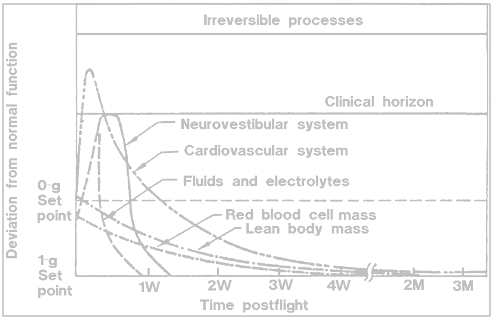 Irreversible processes
Clinical horizon
Neurovestibular system
Cardiovascular system
Fluids and electrolytes
Red blood cell mass
Lean body mass
Deviation from normal function
0-g
Set
point
1-g
Set
point
1W
2W
3W
4W
2M
3M
Time postflight